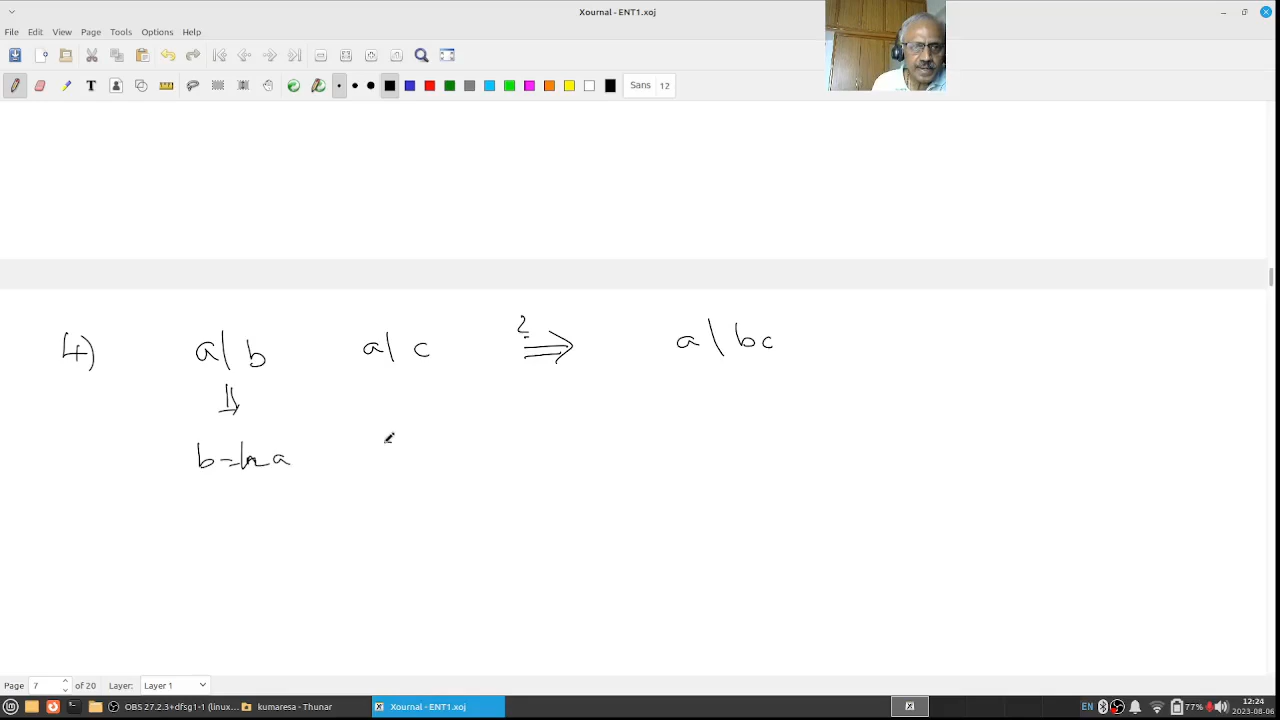 Xournal - ENT1.xoj
File Edit View Page Tools Options Help
T Sans 12
4) a | b a | c ? ⇒ a | bc
⇓
b = k a
Page 7 of 20 Layer: Layer 1
OBS 27.2.3+dfsg1-1 (linux... kumaresa - Thunar Xournal - ENT1.xoj EN 77% 12:24
2023-08-06